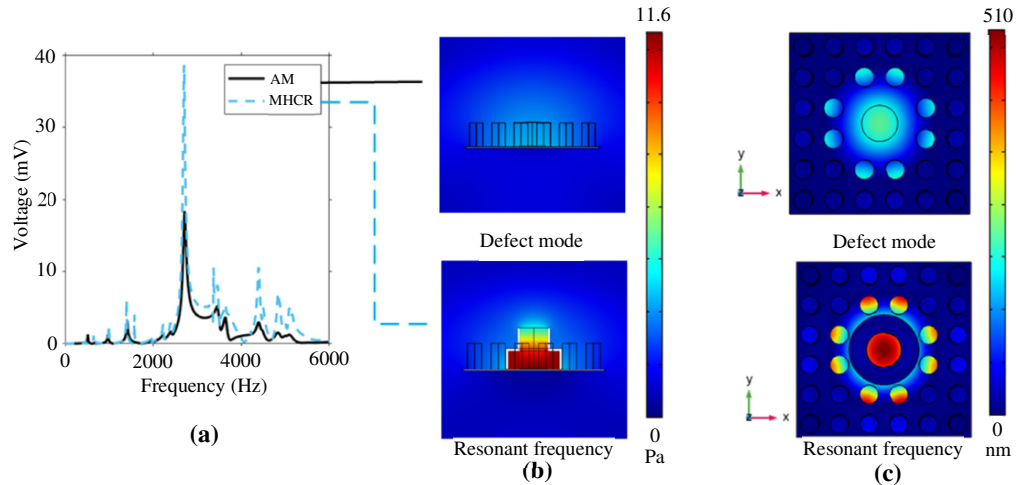 40
30
20
10
0
Voltage (mV)
0
2000
4000
6000
Frequency (Hz)
AM
MHCR
(a)
11.6
Defect mode
Resonant frequency
0
Pa
(b)
510
y
x
Defect mode
y
x
Resonant frequency
0
nm
(c)